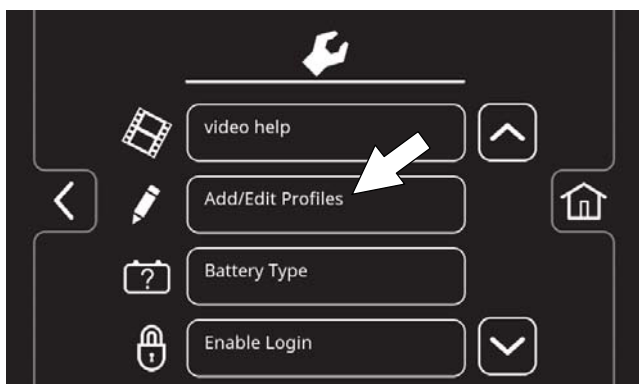 video help
Add/Edit Profiles
?
Battery Type
Enable Login